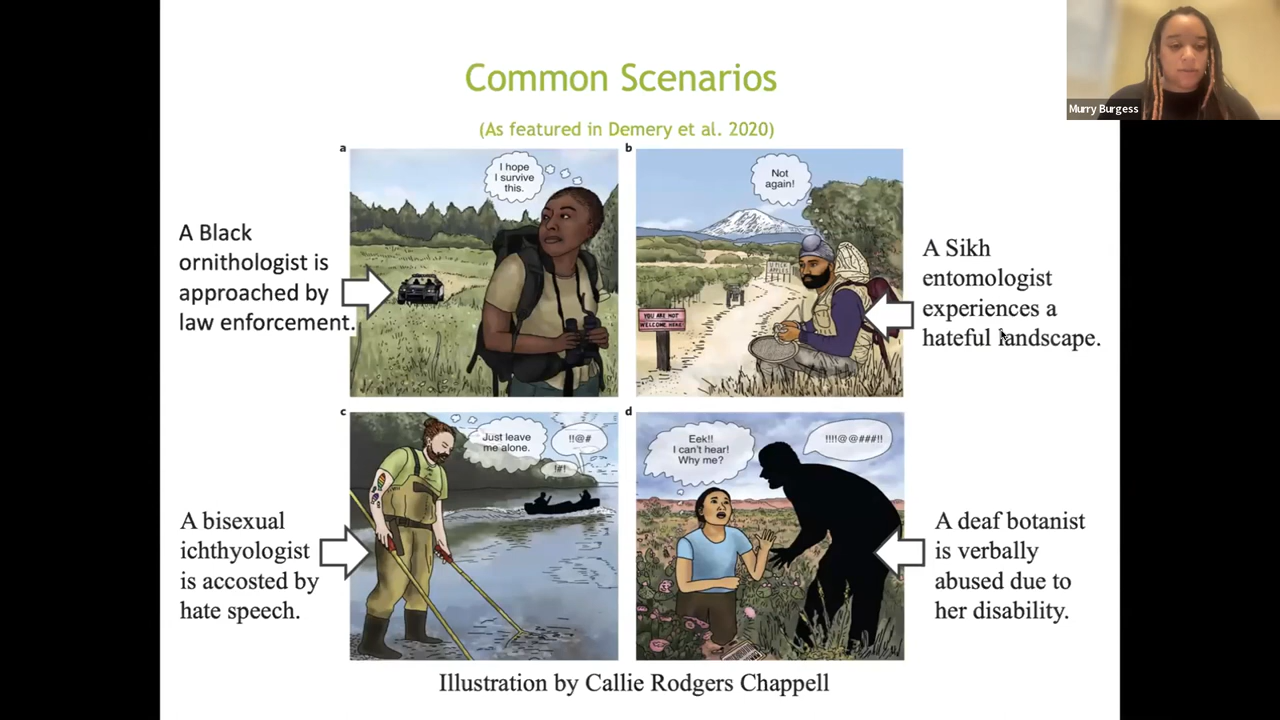 Common Scenarios
(As featured in Demery et al. 2020)
Murry Burgess
a
I hope
I survive
this.
A Black
ornithologist is
approached by
law enforcement.
b
Not
again!
U PICK
APPLES
YOU ARE NOT
WELCOME HERE!
A Sikh
entomologist
experiences a
hateful landscape.
c
Just leave
me alone.
!!@#
!#!
A bisexual
ichthyologist
is accosted by
hate speech.
d
Eek!!
I can't hear!
Why me?
!!!!@@###!!
A deaf botanist
is verbally
abused due to
her disability.
Illustration by Callie Rodgers Chappell